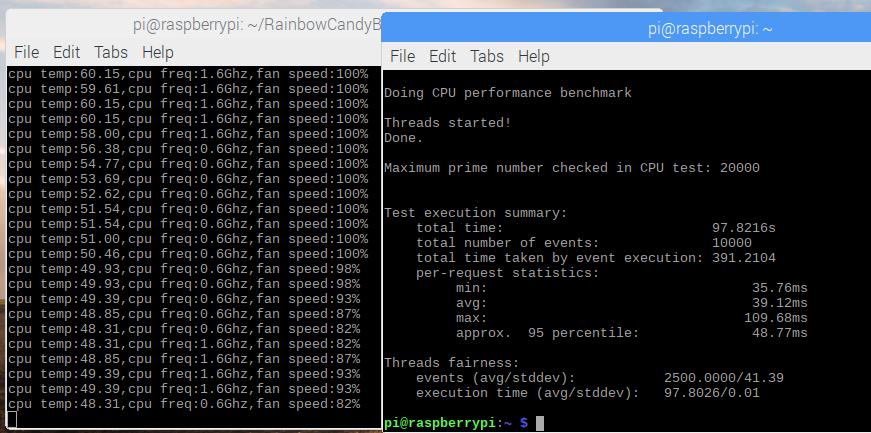 pi@raspberrypi: ~/RainbowCandyB
File Edit Tabs Help
cpu temp:60.15,cpu freq:1.6Ghz,fan speed:100%
cpu temp:59.61,cpu freq:1.6Ghz,fan speed:100%
cpu temp:60.15,cpu freq:1.6Ghz,fan speed:100%
cpu temp:60.15,cpu freq:1.6Ghz,fan speed:100%
cpu temp:58.00,cpu freq:1.6Ghz,fan speed:100%
cpu temp:56.38,cpu freq:0.6Ghz,fan speed:100%
cpu temp:54.77,cpu freq:0.6Ghz,fan speed:100%
cpu temp:53.69,cpu freq:0.6Ghz,fan speed:100%
cpu temp:52.62,cpu freq:0.6Ghz,fan speed:100%
cpu temp:51.54,cpu freq:0.6Ghz,fan speed:100%
cpu temp:51.54,cpu freq:0.6Ghz,fan speed:100%
cpu temp:51.00,cpu freq:0.6Ghz,fan speed:100%
cpu temp:50.46,cpu freq:0.6Ghz,fan speed:100%
cpu temp:49.93,cpu freq:0.6Ghz,fan speed:98%
cpu temp:49.93,cpu freq:0.6Ghz,fan speed:98%
cpu temp:49.39,cpu freq:0.6Ghz,fan speed:93%
cpu temp:48.85,cpu freq:0.6Ghz,fan speed:87%
cpu temp:48.31,cpu freq:0.6Ghz,fan speed:82%
cpu temp:48.31,cpu freq:1.6Ghz,fan speed:82%
cpu temp:48.85,cpu freq:1.6Ghz,fan speed:87%
cpu temp:49.39,cpu freq:1.6Ghz,fan speed:93%
cpu temp:49.39,cpu freq:1.6Ghz,fan speed:93%
cpu temp:48.31,cpu freq:0.6Ghz,fan speed:82%
pi@raspberrypi: ~
File Edit Tabs Help
Doing CPU performance benchmark
Threads started!
Done.
Maximum prime number checked in CPU test: 20000
Test execution summary:
total time: 97.8216s
total number of events: 10000
total time taken by event execution: 391.2104
per-request statistics:
min: 35.76ms
avg: 39.12ms
max: 109.68ms
approx. 95 percentile: 48.77ms
Threads fairness:
events (avg/stddev): 2500.0000/41.39
execution time (avg/stddev): 97.8026/0.01
pi@raspberrypi:~ $